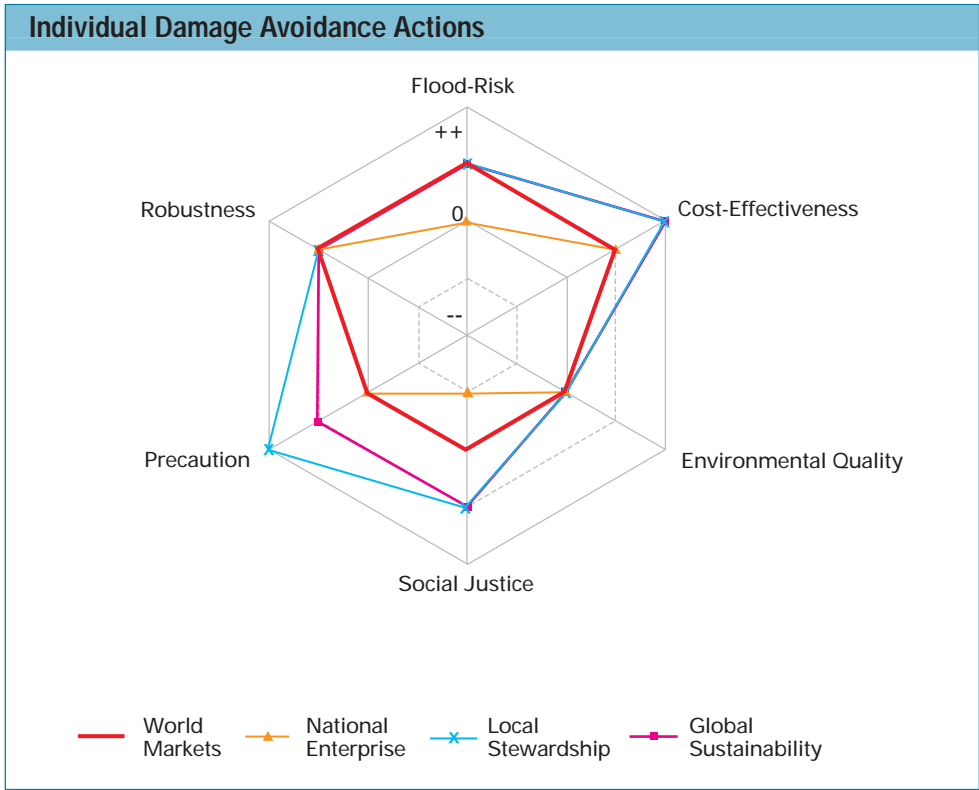 Individual Damage Avoidance Actions
Flood-Risk
++
Robustness
0
Cost-Effectiveness
--
Precaution
Environmental Quality
Social Justice
World
Markets
National
Enterprise
Local
Stewardship
Global
Sustainability